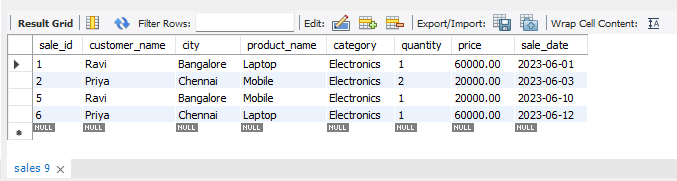 Result Grid Filter Rows: Edit: Export/Import: Wrap Cell Content:
sale_id customer_name city product_name category quantity price sale_date
1 Ravi Bangalore Laptop Electronics 1 60000.00 2023-06-01
2 Priya Chennai Mobile Electronics 2 20000.00 2023-06-03
5 Ravi Bangalore Mobile Electronics 1 20000.00 2023-06-10
6 Priya Chennai Laptop Electronics 1 60000.00 2023-06-12
NULL NULL NULL NULL NULL NULL NULL NULL
sales 9